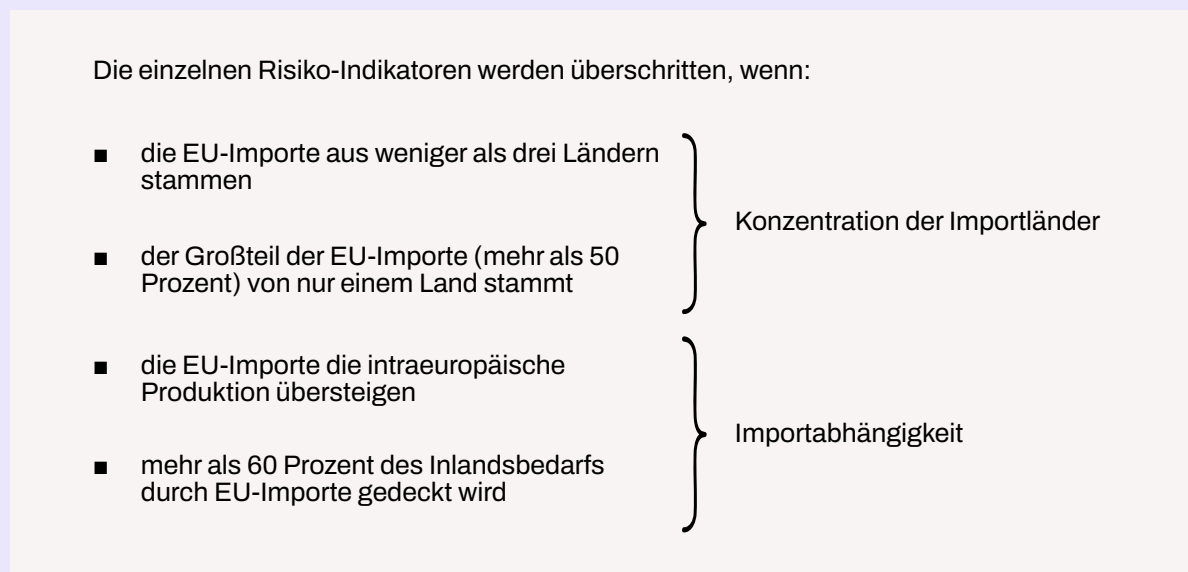 Die einzelnen Risiko-Indikatoren werden überschritten, wenn:
■ die EU-Importe aus weniger als drei Ländern
stammen
■ der Großteil der EU-Importe (mehr als 50
Prozent) von nur einem Land stammt
Konzentration der Importländer
■ die EU-Importe die intraeuropäische
Produktion übersteigen
■ mehr als 60 Prozent des Inlandsbedarfs
durch EU-Importe gedeckt wird
Importabhängigkeit